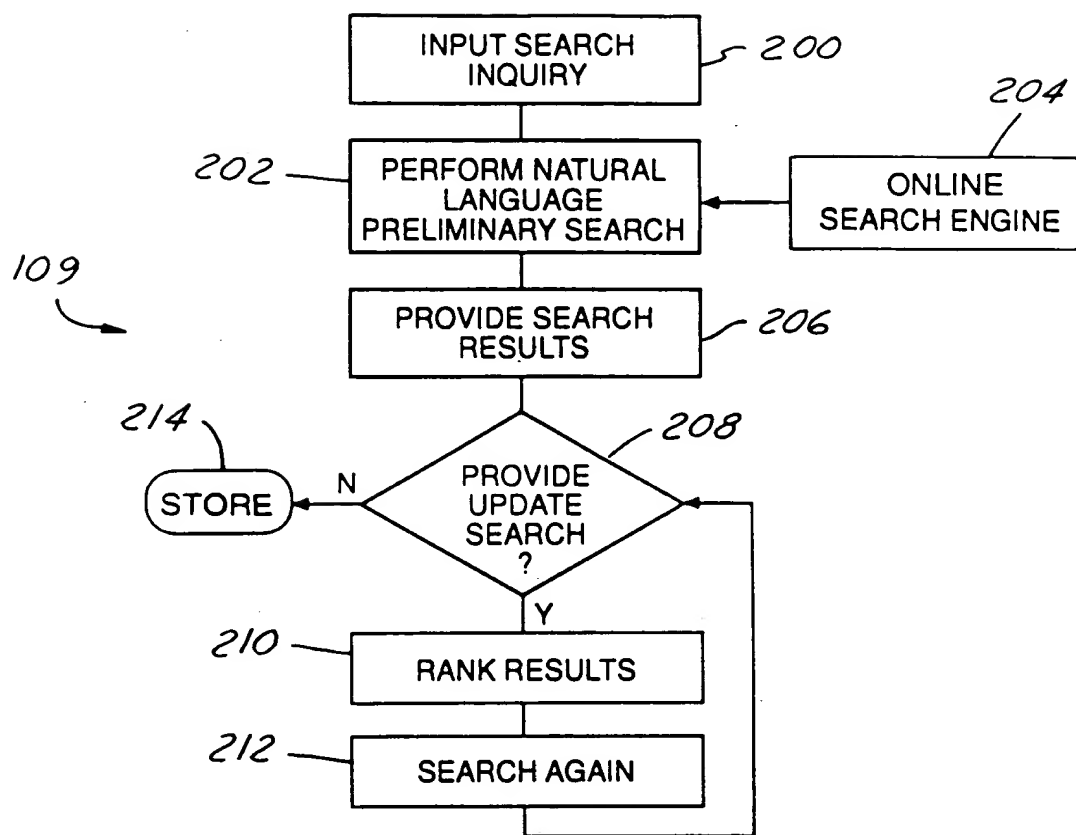 INPUT SEARCH
INQUIRY
200
204
202
PERFORM NATURAL
LANGUAGE
PRELIMINARY SEARCH
ONLINE
SEARCH ENGINE
109
PROVIDE SEARCH
RESULTS
206
214
208
STORE
N
PROVIDE
UPDATE
SEARCH
?
Y
210
RANK RESULTS
212
SEARCH AGAIN